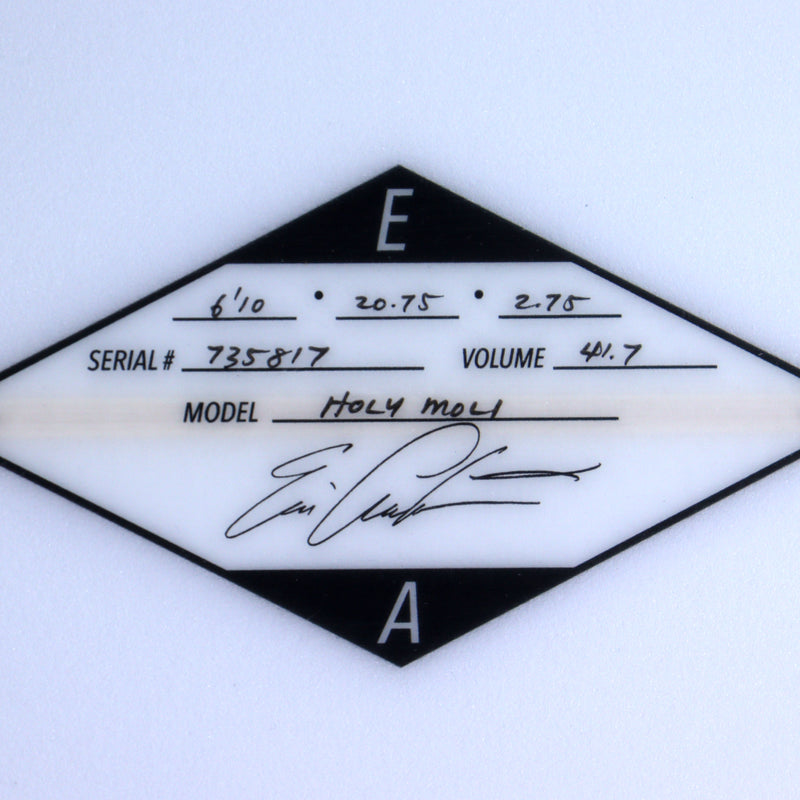 E
6'10 • 20.75 • 2.75
SERIAL # 735817 VOLUME 41.7
MODEL HOLY MOLI
A